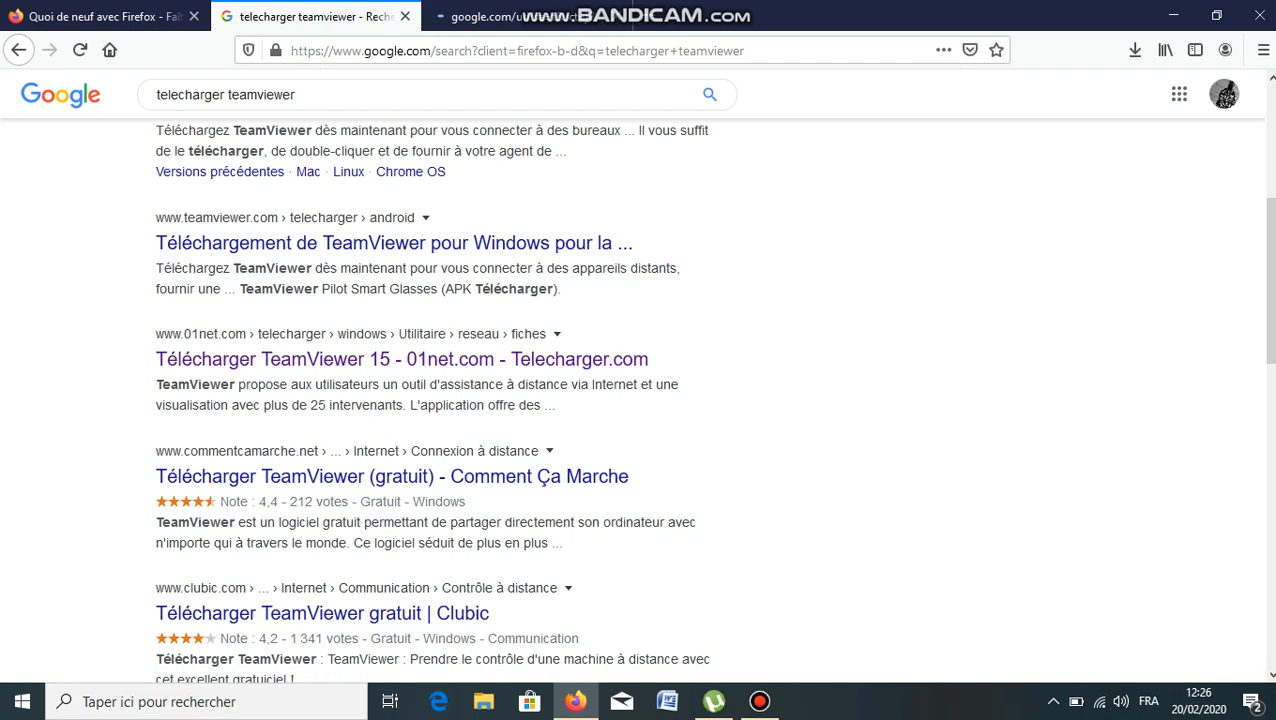 Quoi de neuf avec Firefox - Fai
telecharger teamviewer - Reche
google.com/u
www.BANDICAM.com
https://www.google.com/search?client=firefox-b-d&q=telecharger+teamviewer
Google
telecharger teamviewer
Téléchargez TeamViewer dès maintenant pour vous connecter à des bureaux ... Il vous suffit
de le télécharger, de double-cliquer et de fournir à votre agent de ...
Versions précédentes · Mac · Linux · Chrome OS
www.teamviewer.com › telecharger › android
Téléchargement de TeamViewer pour Windows pour la ...
Téléchargez TeamViewer dès maintenant pour vous connecter à des appareils distants,
fournir une ... TeamViewer Pilot Smart Glasses (APK Télécharger).
www.01net.com › telecharger › windows › Utilitaire › reseau › fiches
Télécharger TeamViewer 15 - 01net.com - Telecharger.com
TeamViewer propose aux utilisateurs un outil d'assistance à distance via Internet et une
visualisation avec plus de 25 intervenants. L'application offre des ...
www.commentcamarche.net › ... › Internet › Connexion à distance
Télécharger TeamViewer (gratuit) - Comment Ça Marche
Note : 4,4 - 212 votes - Gratuit - Windows
TeamViewer est un logiciel gratuit permettant de partager directement son ordinateur avec
n'importe qui à travers le monde. Ce logiciel séduit de plus en plus ...
www.clubic.com › ... › Internet › Communication › Contrôle à distance
Télécharger TeamViewer gratuit | Clubic
Note : 4,2 - 1 341 votes - Gratuit - Windows - Communication
Télécharger TeamViewer : TeamViewer : Prendre le contrôle d'une machine à distance avec
cet excellent gratuiciel !
Taper ici pour rechercher
FRA
12:26
20/02/2020
2